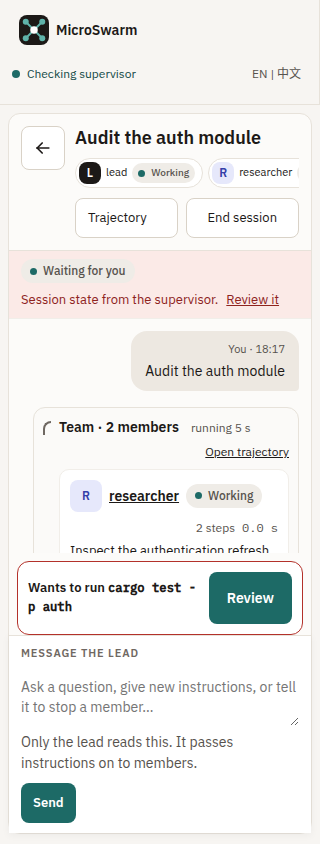 MicroSwarm
Checking supervisor
EN | 中文
Audit the auth module
L lead Working R researcher
Trajectory
End session
Waiting for you
Session state from the supervisor. Review it
You · 18:17
Audit the auth module
Team · 2 members running 5 s
Open trajectory
R researcher Working
2 steps 0.0 s
Inspect the authentication refresh
Wants to run cargo test -
p auth
Review
MESSAGE THE LEAD
Ask a question, give new instructions, or tell
it to stop a member...
Only the lead reads this. It passes
instructions on to members.
Send